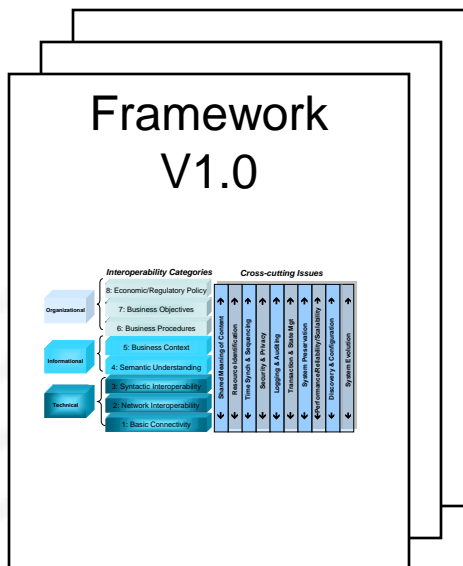 Framework
V1.0
Interoperability Categories
Cross-cutting Issues
Organizational
8: Economic/Regulatory Policy
7: Business Objectives
6: Business Procedures
Informational
5: Business Context
4: Semantic Understanding
Technical
3: Syntactic Interoperability
2: Network Interoperability
1: Basic Connectivity
Shared Meaning of Content
Resource Identification
Time Synch & Sequencing
Security & Privacy
Logging & Auditing
Transaction & State Mgt
System Preservation
Performance/Reliability/Scalability
Discovery & Configuration
System Evolution